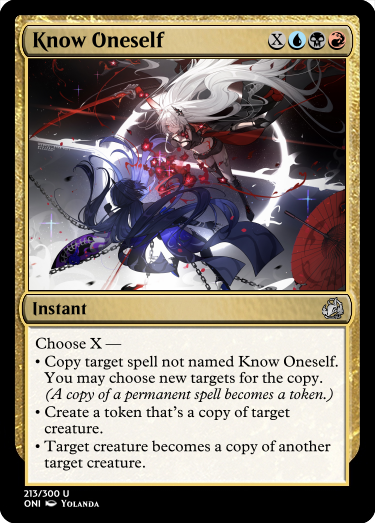 Know Oneself
X
Instant
Choose X —
• Copy target spell not named Know Oneself.
You may choose new targets for the copy.
(A copy of a permanent spell becomes a token.)
• Create a token that's a copy of target
creature.
• Target creature becomes a copy of another
target creature.
213/300 U
ONI Yolanda